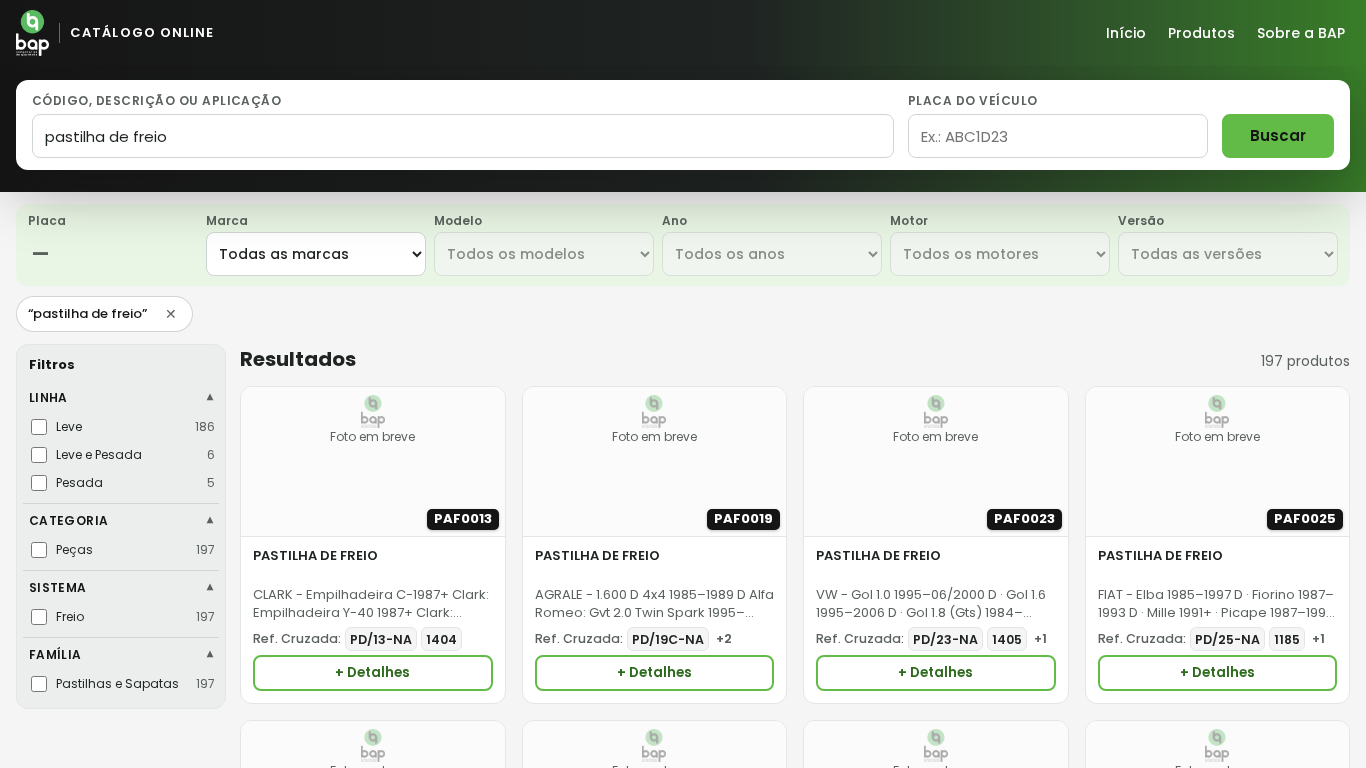 bap
CATÁLOGO ONLINE
Início
Produtos
Sobre a BAP
CÓDIGO, DESCRIÇÃO OU APLICAÇÃO
PLACA DO VEÍCULO
pastilha de freio
Ex.: ABC1D23
Buscar
Placa
Marca
Modelo
Ano
Motor
Versão
—
Todas as marcas
Todos os modelos
Todos os anos
Todos os motores
Todas as versões
“pastilha de freio” ✕
Filtros
LINHA
Leve 186
Leve e Pesada 6
Pesada 5
CATEGORIA
Peças 197
SISTEMA
Freio 197
FAMÍLIA
Pastilhas e Sapatas 197
Resultados
197 produtos
bap
Foto em breve
PAF0013
PASTILHA DE FREIO
CLARK - Empilhadeira C-1987+ Clark:
Empilhadeira Y-40 1987+ Clark:...
Ref. Cruzada: PD/13-NA 1404
+ Detalhes
bap
Foto em breve
PAF0019
PASTILHA DE FREIO
AGRALE - 1.600 D 4x4 1985–1989 D Alfa
Romeo: Gvt 2.0 Twin Spark 1995–...
Ref. Cruzada: PD/19C-NA +2
+ Detalhes
bap
Foto em breve
PAF0023
PASTILHA DE FREIO
VW - Gol 1.0 1995–06/2000 D · Gol 1.6
1995–2006 D · Gol 1.8 (Gts) 1984–...
Ref. Cruzada: PD/23-NA 1405 +1
+ Detalhes
bap
Foto em breve
PAF0025
PASTILHA DE FREIO
FIAT - Elba 1985–1997 D · Fiorino 1987–
1993 D · Mille 1991+ · Picape 1987–199...
Ref. Cruzada: PD/25-NA 1185 +1
+ Detalhes
bap
bap
bap
bap